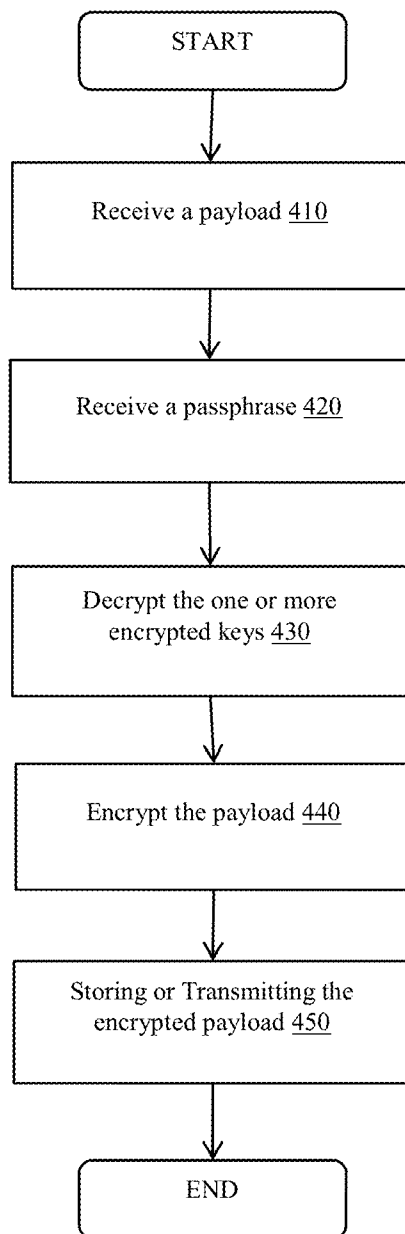 START
Receive a payload 410
Receive a passphrase 420
Decrypt the one or more
encrypted keys 430
Encrypt the payload 440
Storing or Transmitting the
encrypted payload 450
END